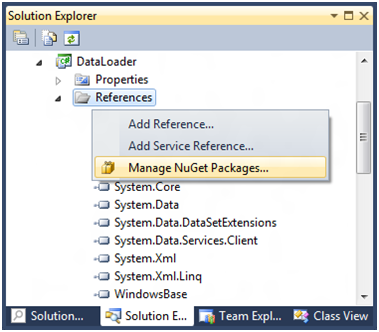 Solution Explorer
DataLoader
Properties
References
Add Reference...
Add Service Reference...
Manage NuGet Packages...
System.Core
System.Data
System.Data.DataSetExtensions
System.Data.Services.Client
System.Xml
System.Xml.Linq
WindowsBase
Solution...
Solution E...
Team Expl...
Class View